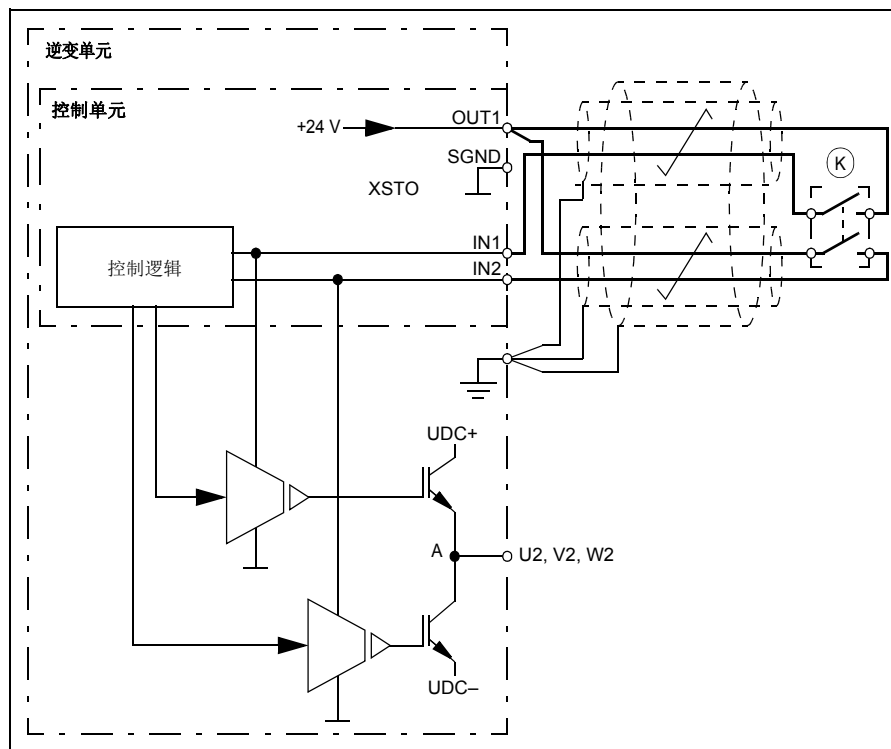 逆变单元
控制单元
+24 V
OUT1
SGND
XSTO
K
IN1
IN2
控制逻辑
UDC+
A
U2, V2, W2
UDC–